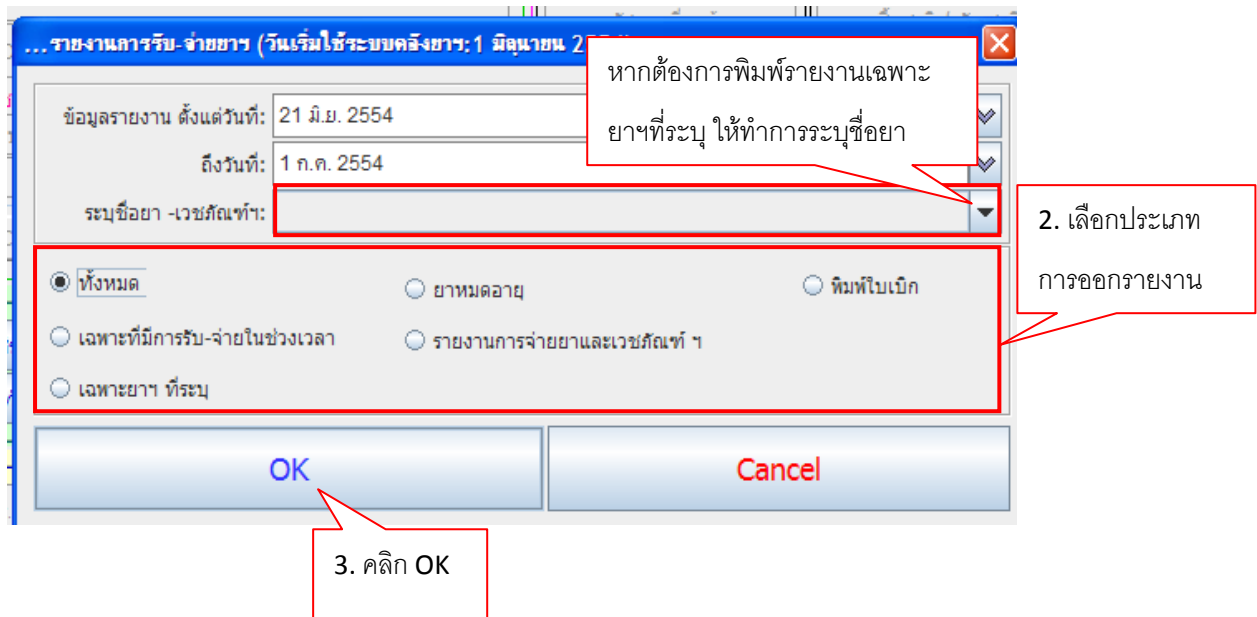 ...รายงานการรับ-จ่ายยาฯ (วันเริ่มใช้ระบบคลังยาฯ:1 มิถุนายน
หากต้องการพิมพ์รายงานเฉพาะ
ยาฯที่ระบุ ให้ทำการระบุชื่อยา
ข้อมูลรายงาน ตั้งแต่วันที่: 21 มิ.ย. 2554
ถึงวันที่: 1 ก.ค. 2554
ระบุชื่อยา -เวชภัณฑ์ฯ:
2. เลือกประเภท
การออกรายงาน
ทั้งหมด ยาหมดอายุ พิมพ์ใบเบิก
เฉพาะที่มีการรับ-จ่ายในช่วงเวลา รายงานการจ่ายยาและเวชภัณฑ์ ฯ
เฉพาะยาฯ ที่ระบุ
OK Cancel
3. คลิก OK